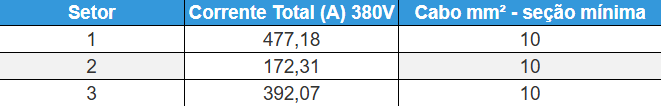 Setor Corrente Total (A) 380V Cabo mm² - seção mínima
1 477,18 10
2 172,31 10
3 392,07 10